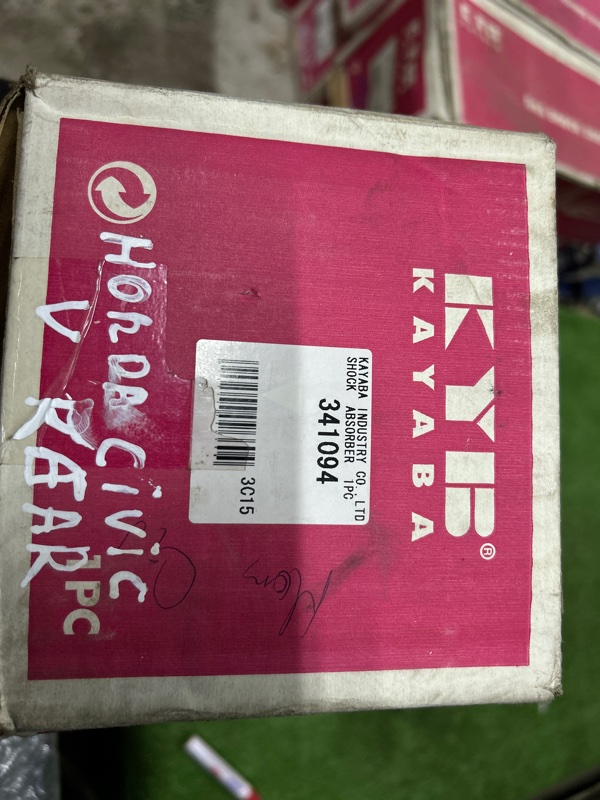 KYB®
KAYABA
KAYABA INDUSTRY CO., LTD
SHOCK ABSORBER 1PC
341094
3C15
HONDA CIVIC
V REAR
1PC